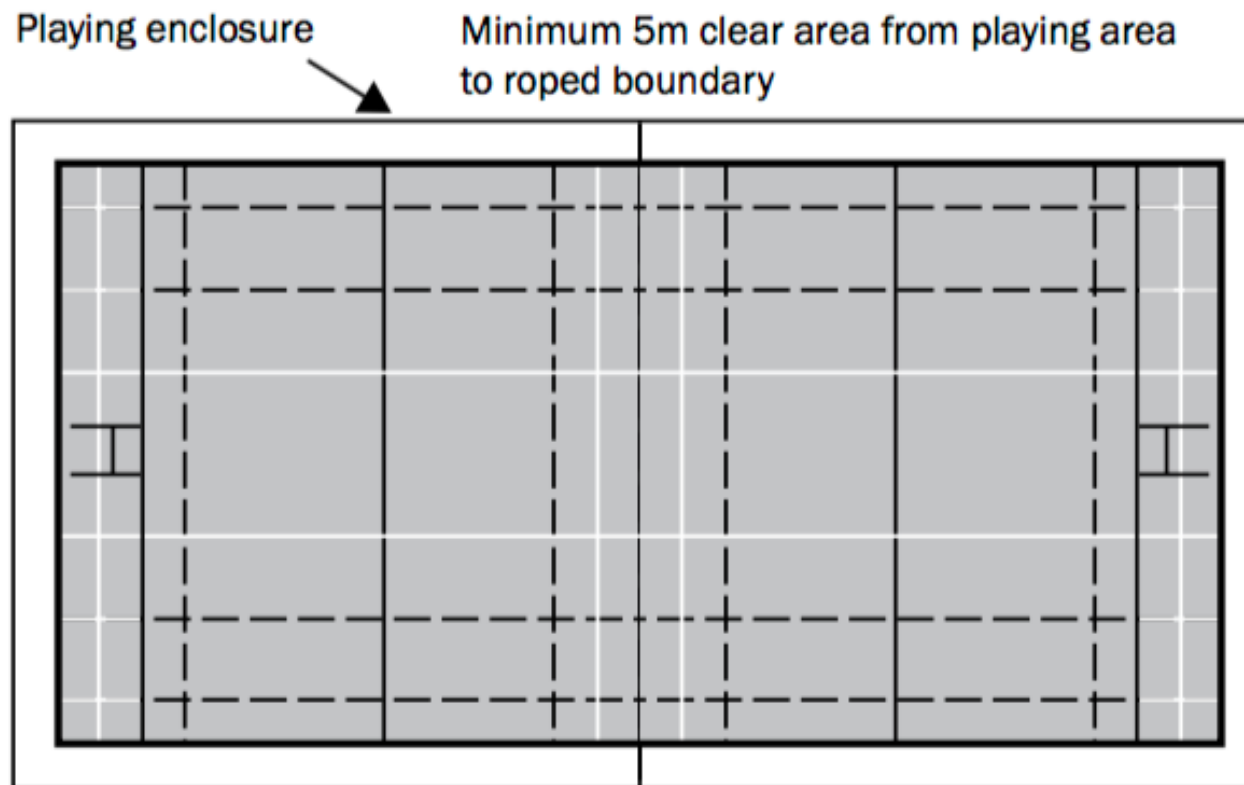 Playing enclosure
Minimum 5m clear area from playing area
to roped boundary